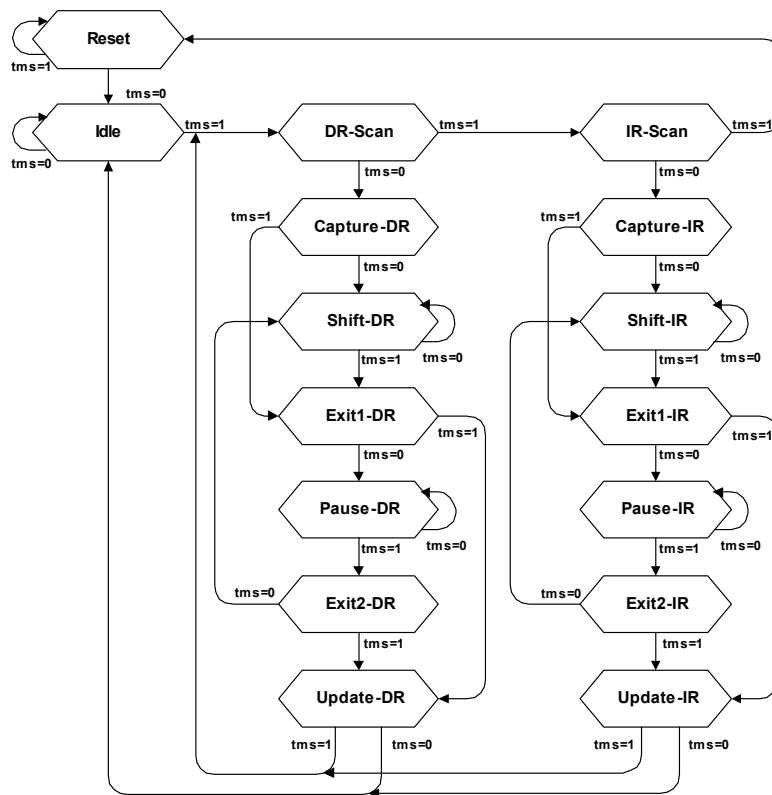 Reset
tms=1
tms=0
Idle
tms=1
DR-Scan
tms=1
IR-Scan
tms=1
tms=0
tms=0
tms=0
tms=1
Capture-DR
tms=1
Capture-IR
tms=0
tms=0
Shift-DR
Shift-IR
tms=1
tms=0
tms=1
tms=0
Exit1-DR
tms=1
Exit1-IR
tms=1
tms=0
tms=0
Pause-DR
Pause-IR
tms=1
tms=0
tms=1
tms=0
tms=0
Exit2-DR
tms=0
Exit2-IR
tms=1
tms=1
Update-DR
Update-IR
tms=1
tms=0
tms=1
tms=0